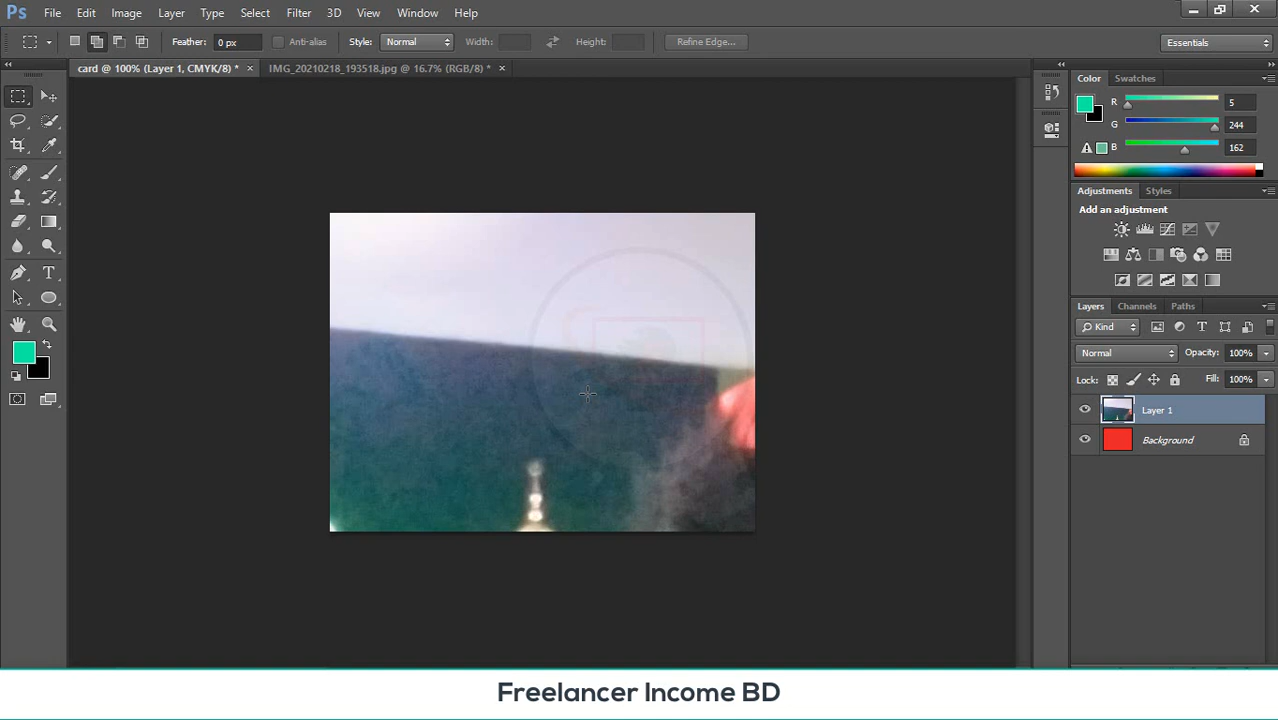 Ps File Edit Image Layer Type Select Filter 3D View Window Help
Feather: 0 px Anti-alias Style: Normal Width: Height: Refine Edge... Essentials
card @ 100% (Layer 1, CMYK/8) * × IMG_20210218_193518.jpg @ 16.7% (RGB/8) * ×
Color Swatches
R 5
G 244
B 162
Adjustments Styles
Add an adjustment
Layers Channels Paths
Kind
Normal Opacity: 100%
Lock: Fill: 100%
Layer 1
Background
Freelancer Income BD